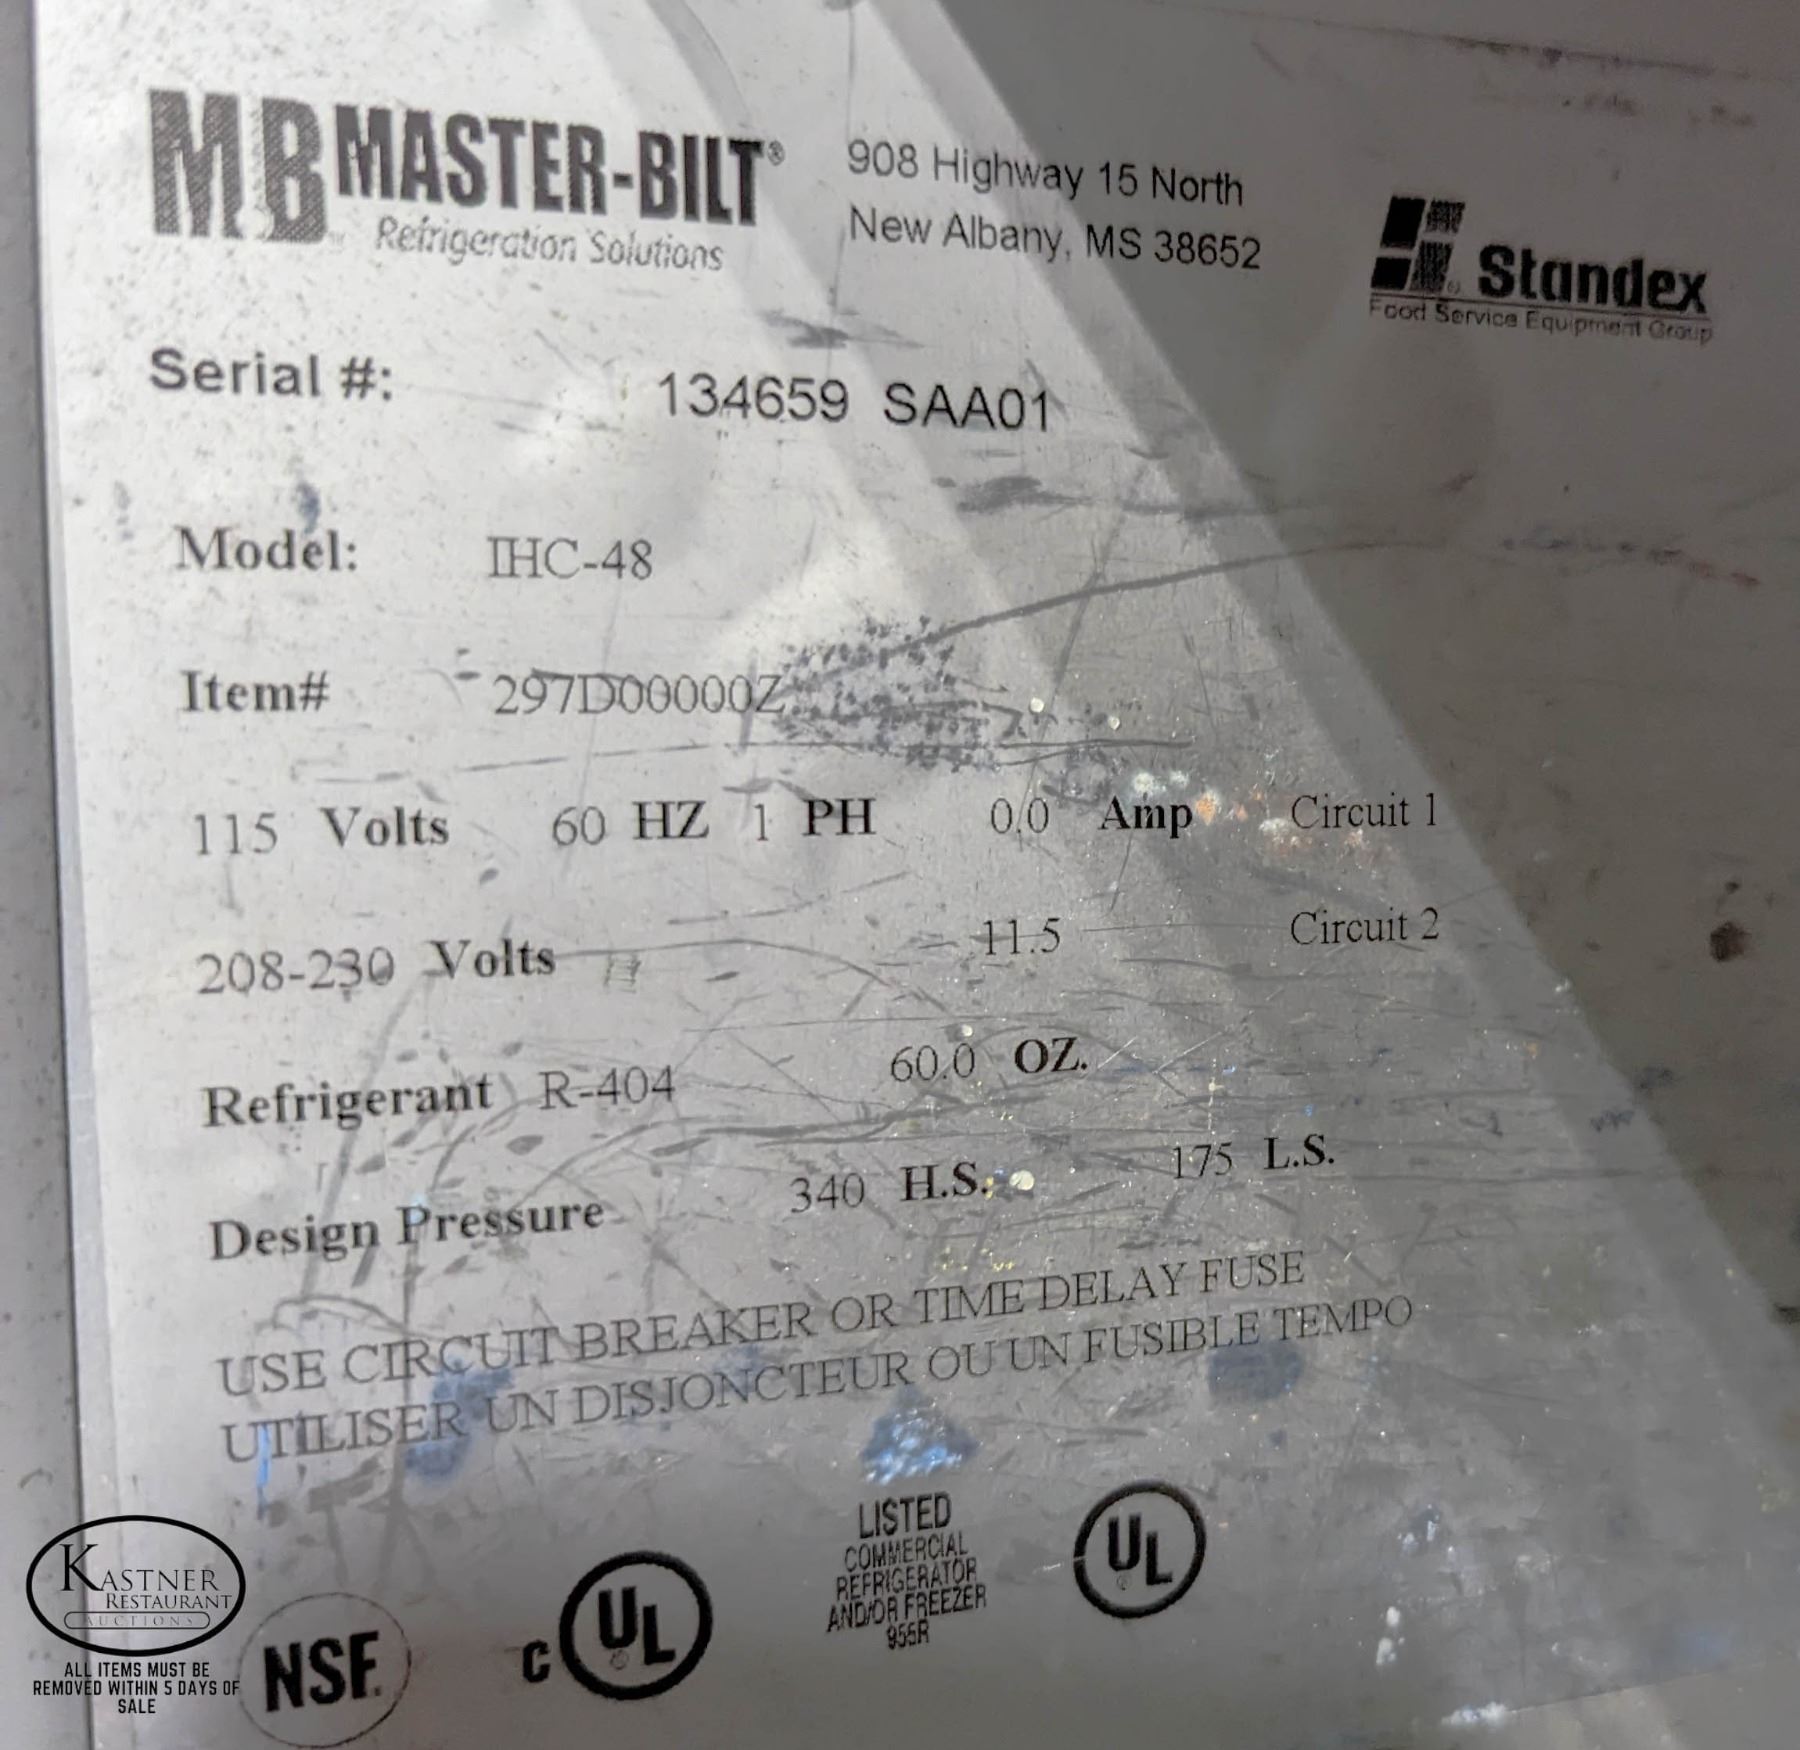 MB MASTER-BILT®
Refrigeration Solutions
908 Highway 15 North
New Albany, MS 38652
Standex
Food Service Equipment Group
Serial #: 134659 SAA01
Model: IHC-48
Item# 297D00000Z
115 Volts 60 HZ 1 PH 0.0 Amp Circuit 1
208-230 Volts 11.5 Circuit 2
Refrigerant R-404 60.0 OZ.
Design Pressure 340 H.S. 175 L.S.
USE CIRCUIT BREAKER OR TIME DELAY FUSE
UTILISER UN DISJONCTEUR OU UN FUSIBLE TEMPO
KASTNER
RESTAURANT
AUCTIONS
ALL ITEMS MUST BE
REMOVED WITHIN 5 DAYS OF
SALE
NSF.
C UL
LISTED
COMMERCIAL
REFRIGERATOR
AND/OR FREEZER
955R
UL